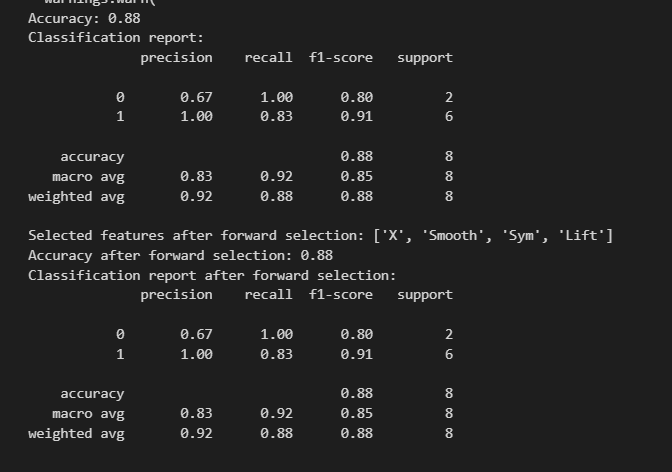 warnings.warn(
Accuracy: 0.88
Classification report:
precision recall f1-score support
0 0.67 1.00 0.80 2
1 1.00 0.83 0.91 6
accuracy 0.88 8
macro avg 0.83 0.92 0.85 8
weighted avg 0.92 0.88 0.88 8
Selected features after forward selection: ['X', 'Smooth', 'Sym', 'Lift']
Accuracy after forward selection: 0.88
Classification report after forward selection:
precision recall f1-score support
0 0.67 1.00 0.80 2
1 1.00 0.83 0.91 6
accuracy 0.88 8
macro avg 0.83 0.92 0.85 8
weighted avg 0.92 0.88 0.88 8